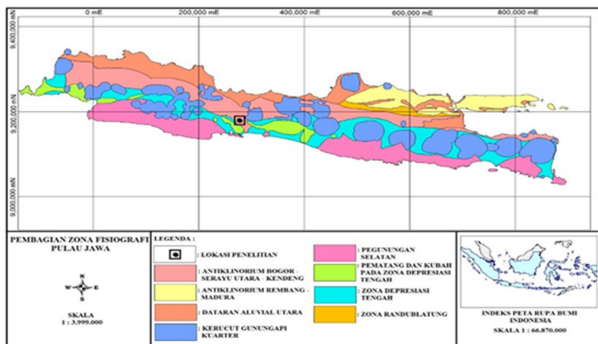 0 mE 200,000 mE 400,000 mE 600,000 mE 800,000 mE
9,400,000 mN
9,200,000 mN
9,000,000 mN
PEMBAGIAN ZONA FISIOGRAFI
PULAU JAWA
N
W E
S
SKALA
1 : 3.999.000
LEGENDA :
: LOKASI PENELITIAN
: ANTIKLINORIUM BOGOR -
SERAYU UTARA - KENDENG
: ANTIKLINORIUM REMBANG -
MADURA
: DATARAN ALUVIAL UTARA
: KERUCUT GUNUNGAPI
KUARTER
: PEGUNUNGAN
SELATAN
: PEMATANG DAN KUBAH
PADA ZONA DEPRESIASI
TENGAH
: ZONA DEPRESIASI
TENGAH
: ZONA RANDUBLATUNG
INDEKS PETA RUPA BUMI
INDONESIA
SKALA 1 : 66.870.000